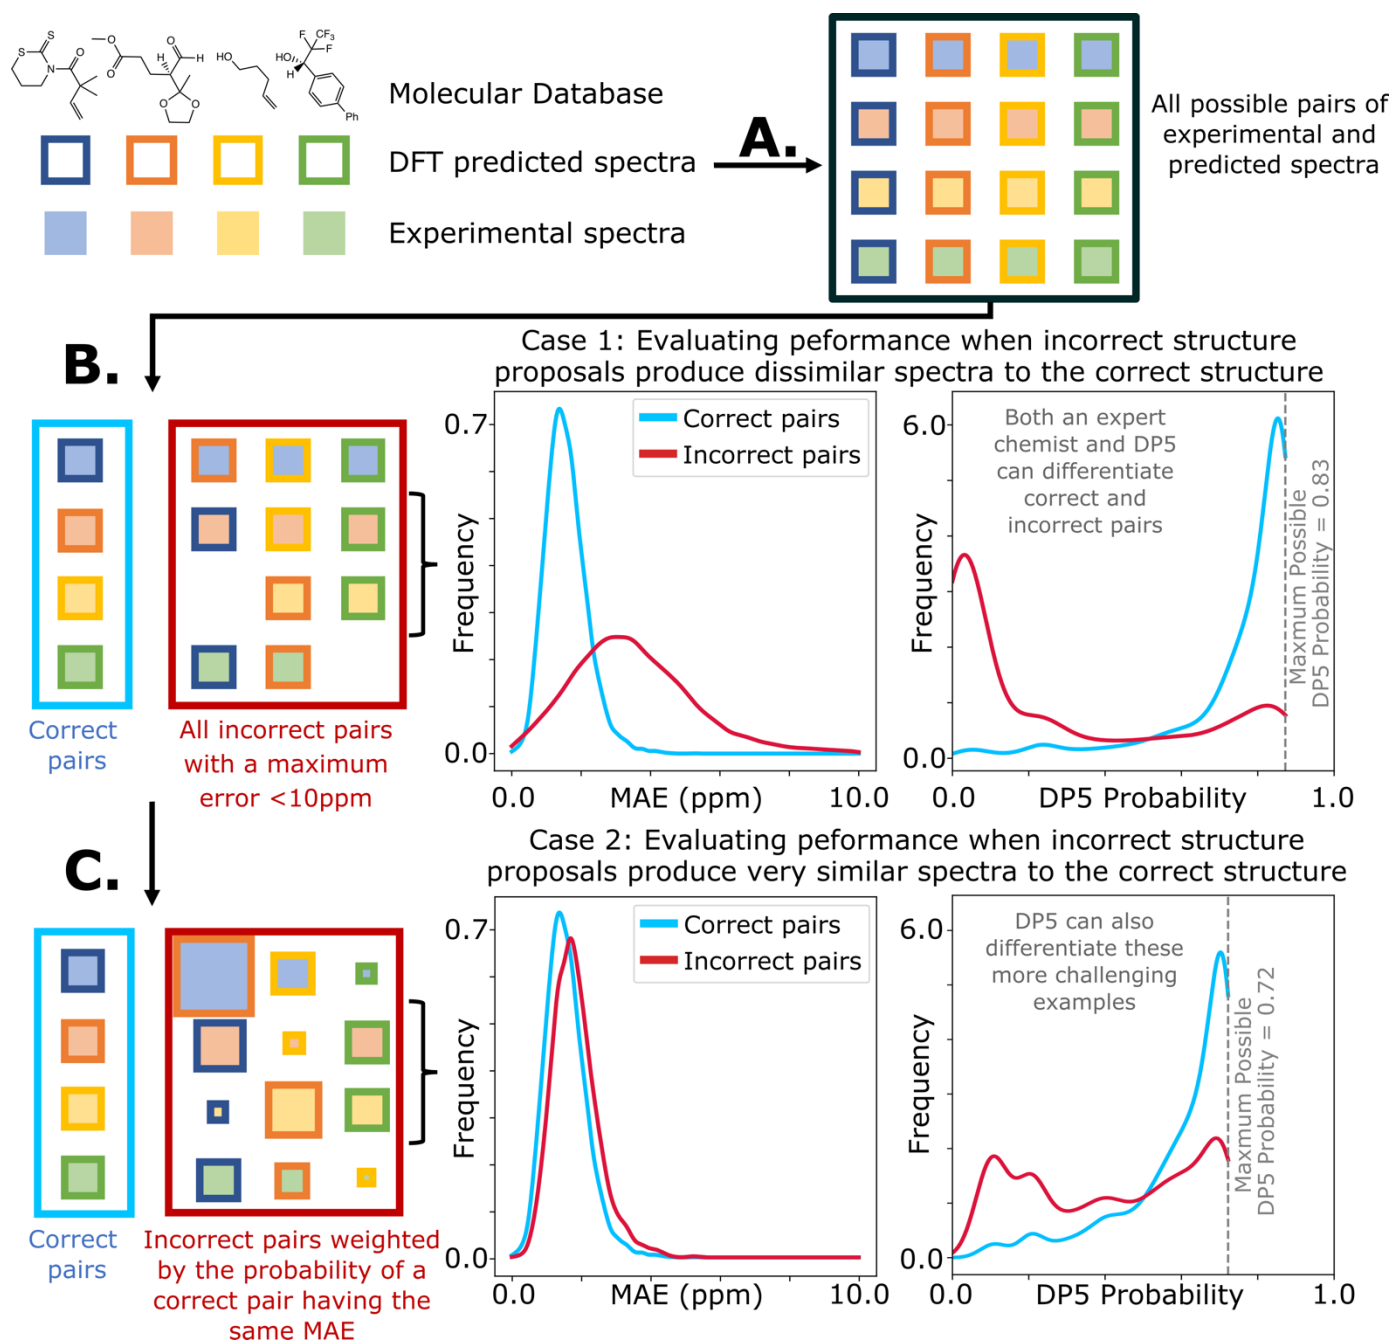 S
S
N
O
O
O
H
O
H
O
O
HO
HO
H
F
F
CF3
Ph
Molecular Database
DFT predicted spectra
Experimental spectra
A.
All possible pairs of
experimental and
predicted spectra
B.
Case 1: Evaluating peformance when incorrect structure
proposals produce dissimilar spectra to the correct structure
Correct
pairs
All incorrect pairs
with a maximum
error <10ppm
0.7
Frequency
0.0
Correct pairs
Incorrect pairs
0.0
MAE (ppm)
10.0
6.0
Frequency
0.0
Both an expert
chemist and DP5
can differentiate
correct and
incorrect pairs
Maxmum Possible
DP5 Probability = 0.83
0.0
DP5 Probability
1.0
C.
Case 2: Evaluating peformance when incorrect structure
proposals produce very similar spectra to the correct structure
Correct
pairs
Incorrect pairs weighted
by the probability of a
correct pair having the
same MAE
0.7
Frequency
0.0
Correct pairs
Incorrect pairs
0.0
MAE (ppm)
10.0
6.0
Frequency
0.0
DP5 can also
differentiate these
more challenging
examples
Maxmum Possible
DP5 Probability = 0.72
0.0
DP5 Probability
1.0